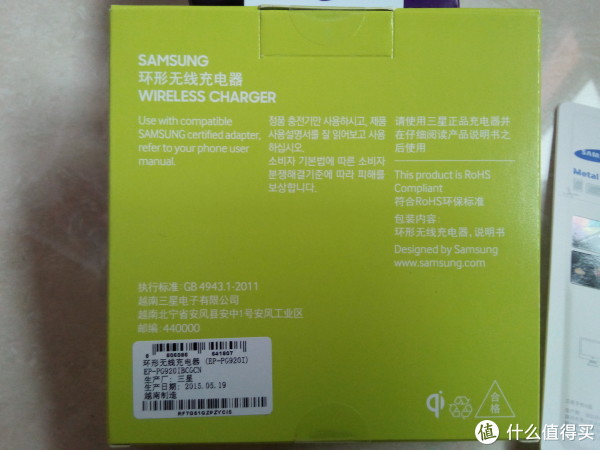 SAMSUNG
环形无线充电器
WIRELESS CHARGER
Use with compatible
SAMSUNG certified adapter,
refer to your phone user
manual.
정품 충전기만 사용하시고, 제품
사용설명서를 잘 읽어보고 사용
하십시오.
소비자 기본법에 따른 소비자
분쟁해결기준에 따라 피해를
보상합니다.
请使用三星正品充电器并
在仔细阅读产品说明书之
后使用
This product is RoHS
Compliant
符合RoHS环保标准
包装内容:
环形无线充电器, 说明书
Designed by Samsung
www.samsung.com
执行标准: GB 4943.1-2011
越南三星电子有限公司
越南北宁省安风县安中1号安风工业区
邮编: 440000
环形无线充电器 (EP-PG920I)
EP-PG920IBCGCN
生产厂: 三星
生产日期: 2015.05.19
越南制造
qi
合格
SAM
Metal
值 什么值得买